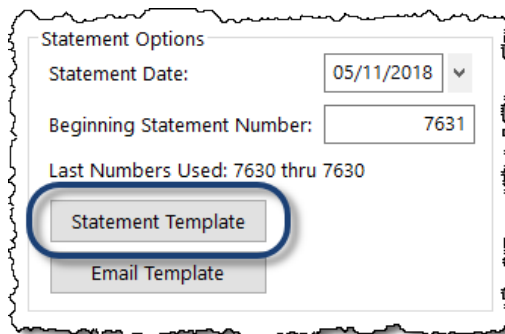 Statement Options
Statement Date: 05/11/2018
Beginning Statement Number: 7631
Last Numbers Used: 7630 thru 7630
Statement Template
Email Template